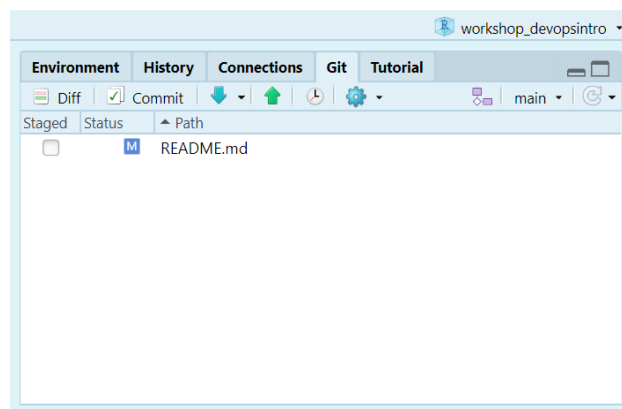 workshop_devopsintro
Environment History Connections Git Tutorial
Diff Commit main
Staged Status Path
M README.md